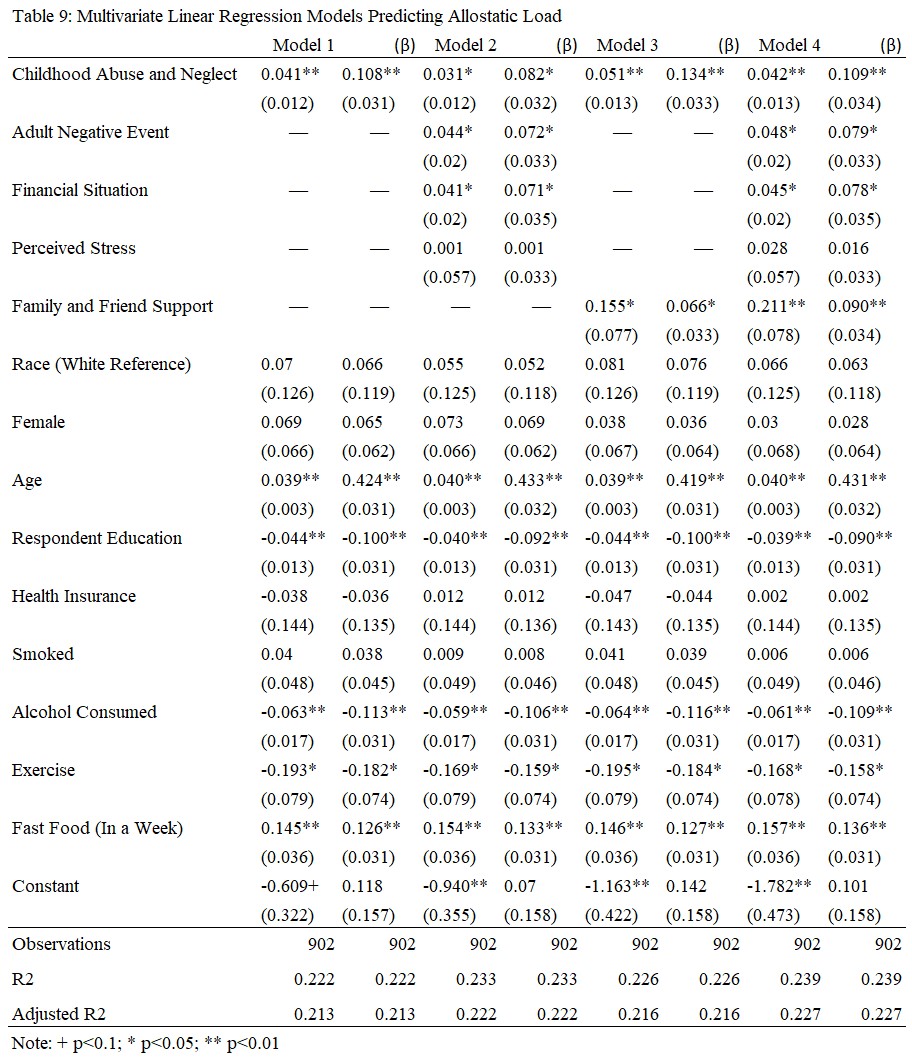 Table 9: Multivariate Linear Regression Models Predicting Allostatic Load
Model 1 (β) Model 2 (β) Model 3 (β) Model 4 (β)
Childhood Abuse and Neglect 0.041** 0.108** 0.031* 0.082* 0.051** 0.134** 0.042** 0.109**
(0.012) (0.031) (0.012) (0.032) (0.013) (0.033) (0.013) (0.034)
Adult Negative Event — — 0.044* 0.072* — — 0.048* 0.079*
(0.02) (0.033) (0.02) (0.033)
Financial Situation — — 0.041* 0.071* — — 0.045* 0.078*
(0.02) (0.035) (0.02) (0.035)
Perceived Stress — — 0.001 0.001 — — 0.028 0.016
(0.057) (0.033) (0.057) (0.033)
Family and Friend Support — — — — 0.155* 0.066* 0.211** 0.090**
(0.077) (0.033) (0.078) (0.034)
Race (White Reference) 0.07 0.066 0.055 0.052 0.081 0.076 0.066 0.063
(0.126) (0.119) (0.125) (0.118) (0.126) (0.119) (0.125) (0.118)
Female 0.069 0.065 0.073 0.069 0.038 0.036 0.03 0.028
(0.066) (0.062) (0.066) (0.062) (0.067) (0.064) (0.068) (0.064)
Age 0.039** 0.424** 0.040** 0.433** 0.039** 0.419** 0.040** 0.431**
(0.003) (0.031) (0.003) (0.032) (0.003) (0.031) (0.003) (0.032)
Respondent Education -0.044** -0.100** -0.040** -0.092** -0.044** -0.100** -0.039** -0.090**
(0.013) (0.031) (0.013) (0.031) (0.013) (0.031) (0.013) (0.031)
Health Insurance -0.038 -0.036 0.012 0.012 -0.047 -0.044 0.002 0.002
(0.144) (0.135) (0.144) (0.136) (0.143) (0.135) (0.144) (0.135)
Smoked 0.04 0.038 0.009 0.008 0.041 0.039 0.006 0.006
(0.048) (0.045) (0.049) (0.046) (0.048) (0.045) (0.049) (0.046)
Alcohol Consumed -0.063** -0.113** -0.059** -0.106** -0.064** -0.116** -0.061** -0.109**
(0.017) (0.031) (0.017) (0.031) (0.017) (0.031) (0.017) (0.031)
Exercise -0.193* -0.182* -0.169* -0.159* -0.195* -0.184* -0.168* -0.158*
(0.079) (0.074) (0.079) (0.074) (0.079) (0.074) (0.078) (0.074)
Fast Food (In a Week) 0.145** 0.126** 0.154** 0.133** 0.146** 0.127** 0.157** 0.136**
(0.036) (0.031) (0.036) (0.031) (0.036) (0.031) (0.036) (0.031)
Constant -0.609+ 0.118 -0.940** 0.07 -1.163** 0.142 -1.782** 0.101
(0.322) (0.157) (0.355) (0.158) (0.422) (0.158) (0.473) (0.158)
Observations 902 902 902 902 902 902 902 902
R2 0.222 0.222 0.233 0.233 0.226 0.226 0.239 0.239
Adjusted R2 0.213 0.213 0.222 0.222 0.216 0.216 0.227 0.227
Note: + p<0.1; * p<0.05; ** p<0.01